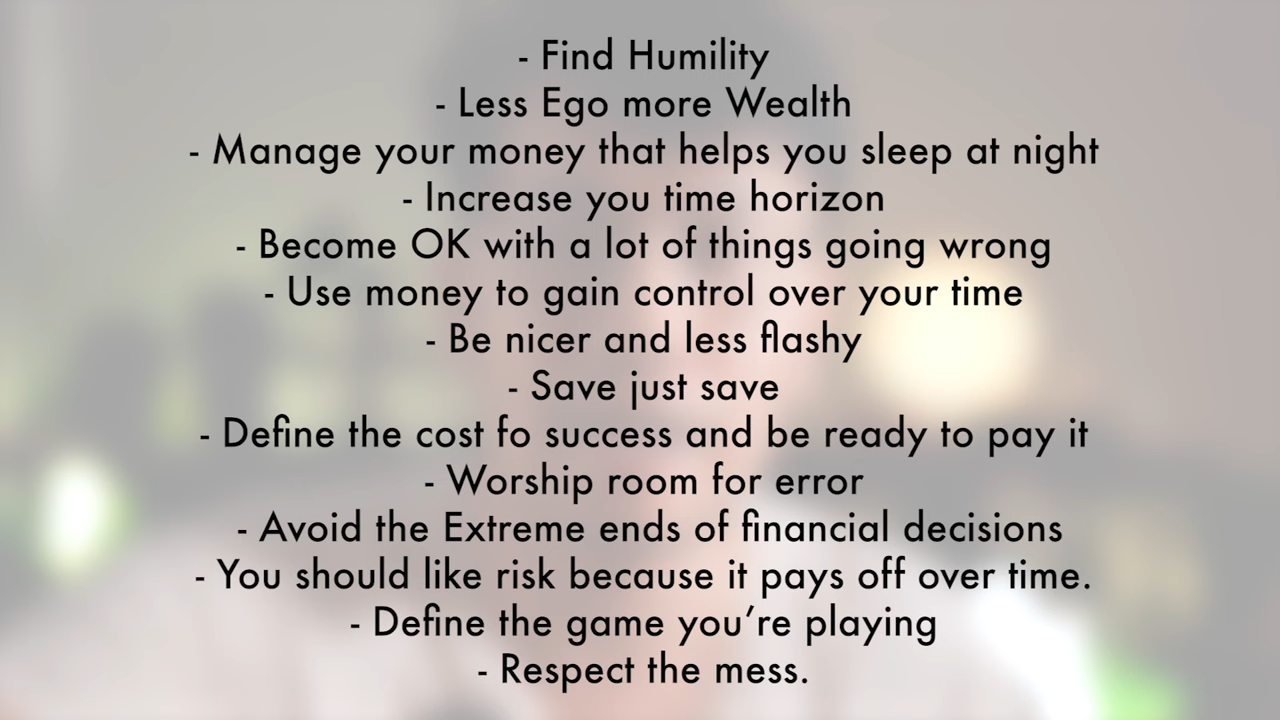 - Find Humility
- Less Ego more Wealth
- Manage your money that helps you sleep at night
- Increase you time horizon
- Become OK with a lot of things going wrong
- Use money to gain control over your time
- Be nicer and less flashy
- Save just save
- Define the cost fo success and be ready to pay it
- Worship room for error
- Avoid the Extreme ends of financial decisions
- You should like risk because it pays off over time.
- Define the game you’re playing
- Respect the mess.